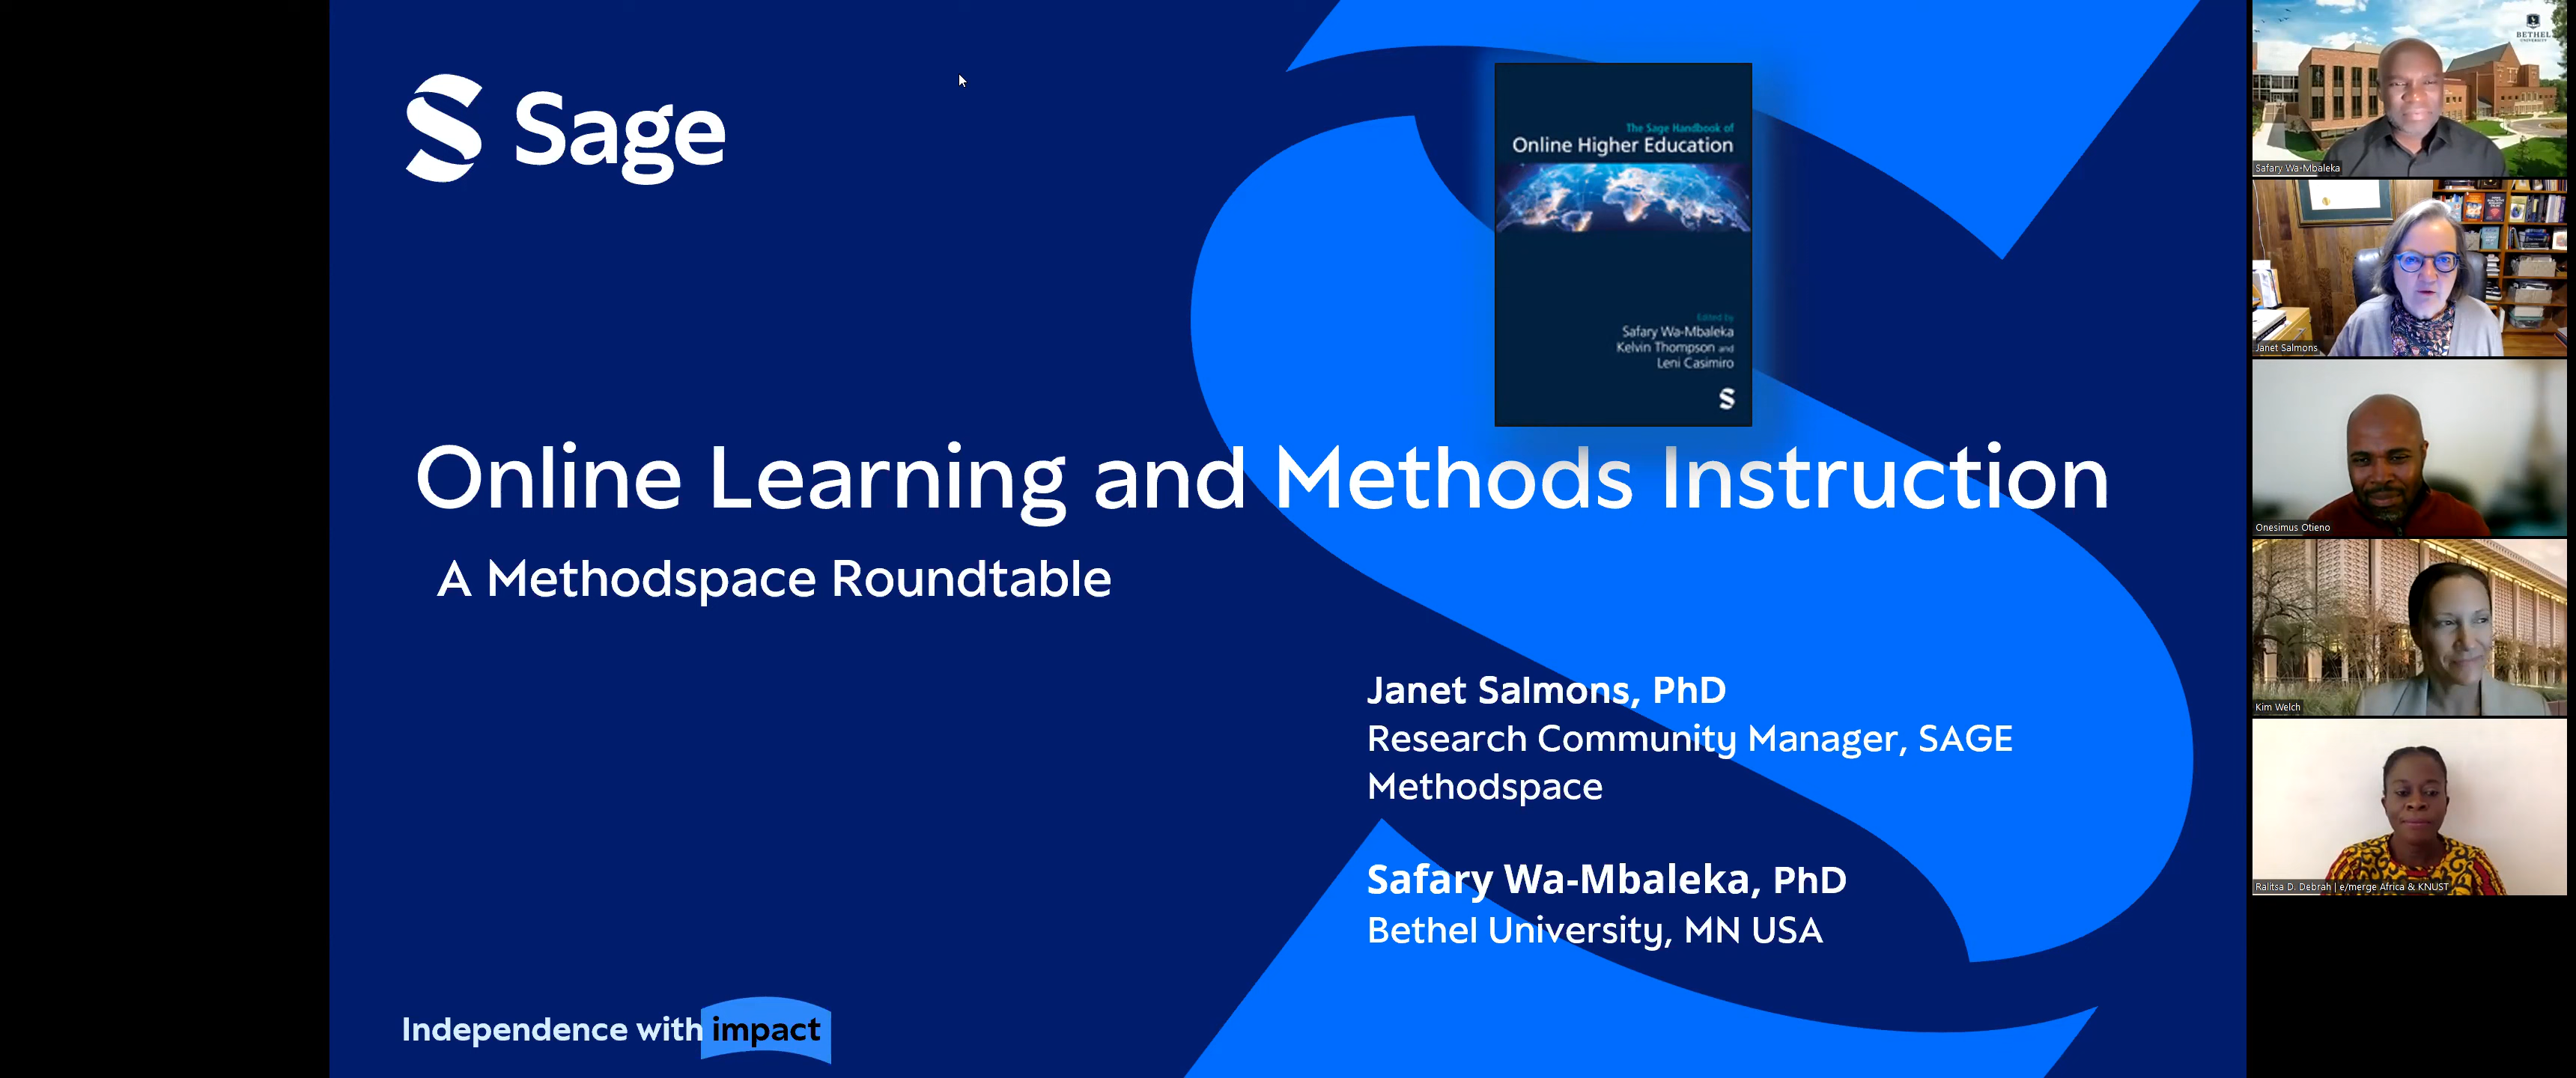 Sage
The Sage Handbook of
Online Higher Education
Edited by
Safary Wa-Mbaleka
Kelvin Thompson and
Leni Casimiro
Online Learning and Methods Instruction
A Methodspace Roundtable
Janet Salmons, PhD
Research Community Manager, SAGE
Methodspace
Safary Wa-Mbaleka, PhD
Bethel University, MN USA
Independence with impact
BETHEL
UNIVERSITY
Safary Wa-Mbaleka
Janet Salmons
Onesimus Otieno
Kim Welch
Ralitsa D. Debrah | e/merge Africa & KNUST